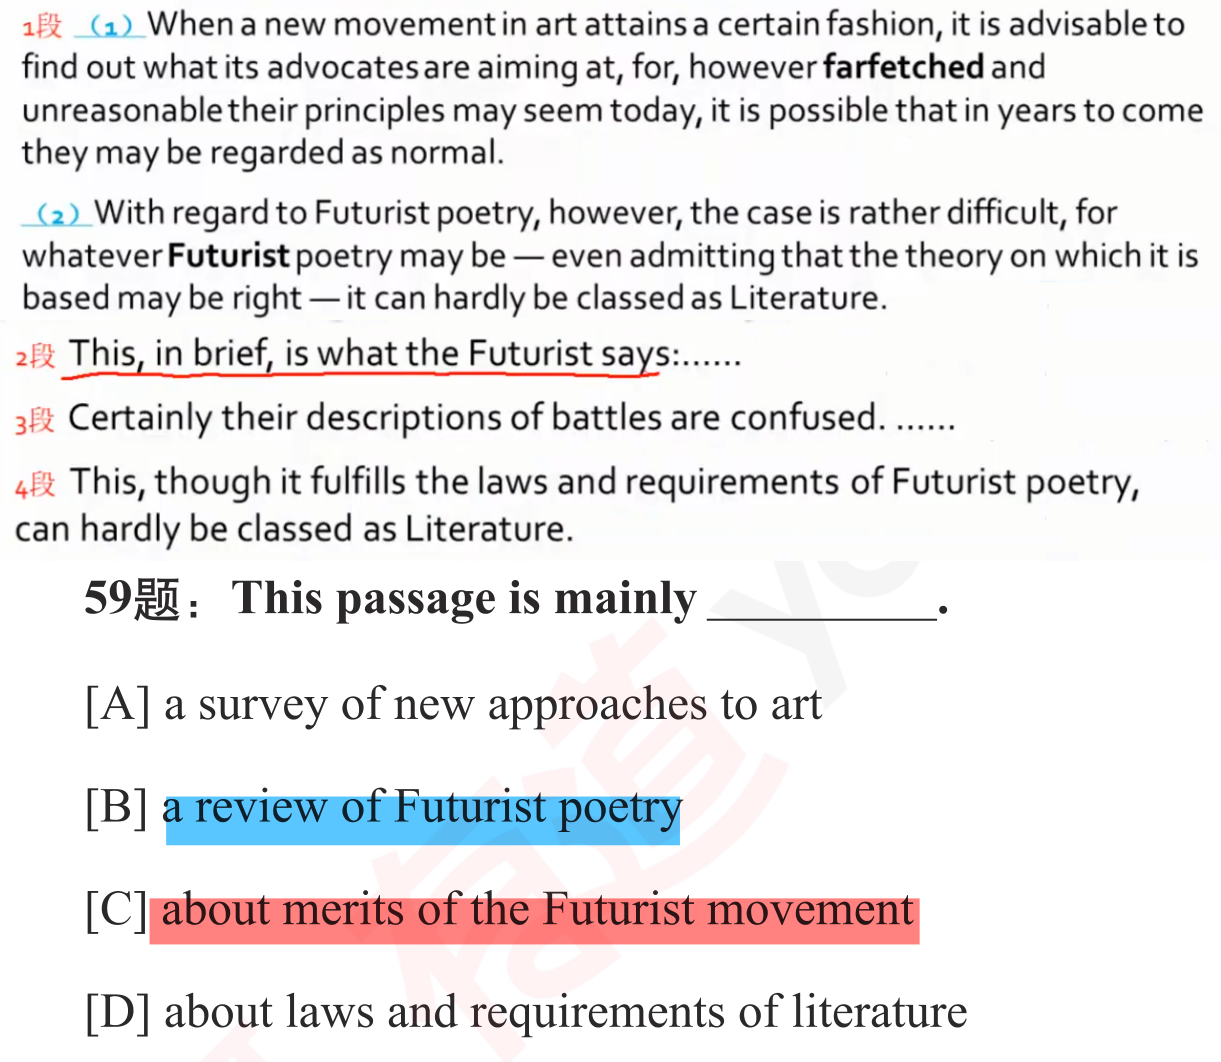 1段 （1）When a new movement in art attains a certain fashion, it is advisable to
find out what its advocates are aiming at, for, however farfetched and
unreasonable their principles may seem today, it is possible that in years to come
they may be regarded as normal.
（2）With regard to Futurist poetry, however, the case is rather difficult, for
whatever Futurist poetry may be — even admitting that the theory on which it is
based may be right — it can hardly be classed as Literature.
2段 This, in brief, is what the Futurist says:......
3段 Certainly their descriptions of battles are confused. ......
4段 This, though it fulfills the laws and requirements of Futurist poetry,
can hardly be classed as Literature.
59题：This passage is mainly __________.
[A] a survey of new approaches to art
[B] a review of Futurist poetry
[C] about merits of the Futurist movement
[D] about laws and requirements of literature